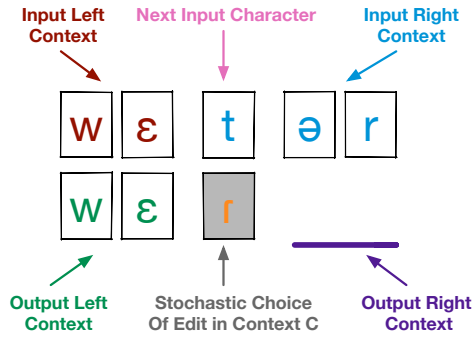 Input Left
Context
Next Input Character
Input Right
Context
w ɛ t ə r
w ɛ ɾ
Output Left
Context
Stochastic Choice
Of Edit in Context C
Output Right
Context